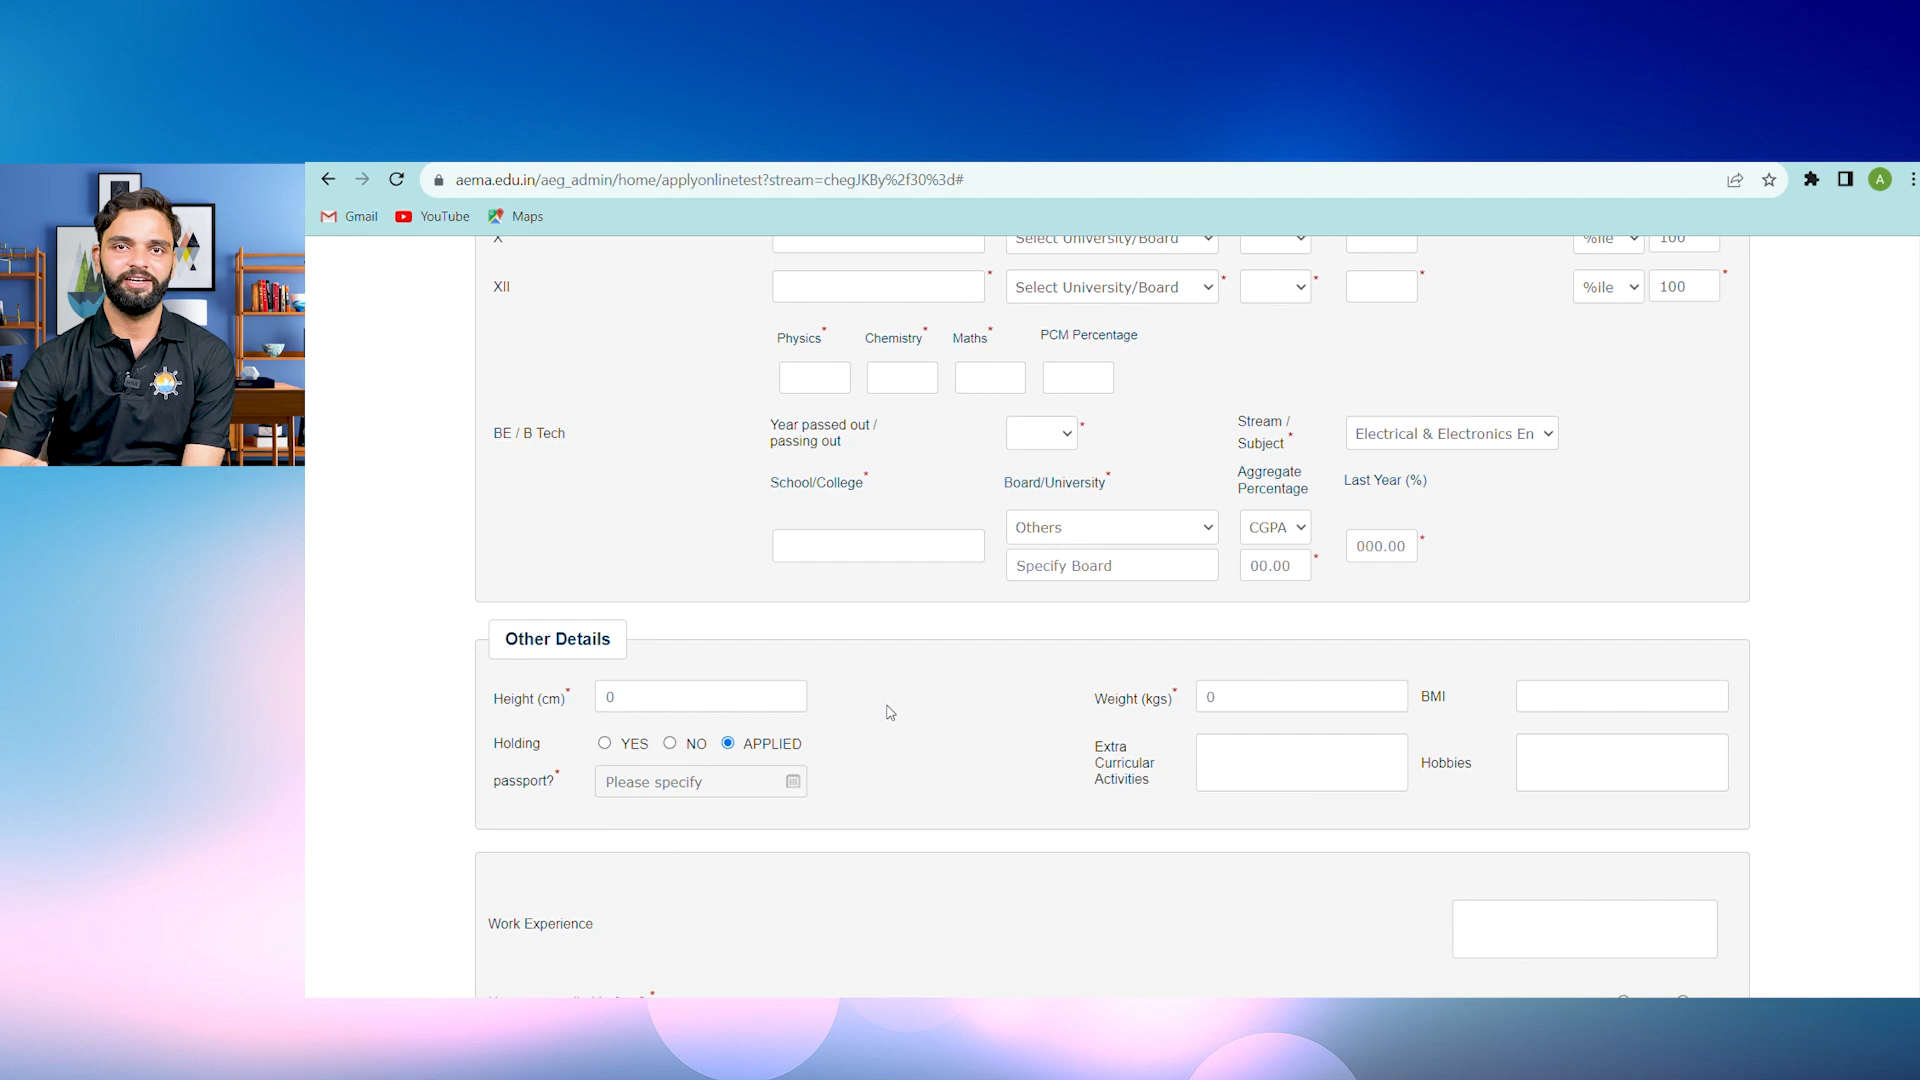 aema.edu.in/aeg_admin/home/applyonlinetest?stream=chegJKBy%2f30%3d#
A
Gmail YouTube Maps
X Select University/Board %ile 100
XII * Select University/Board * * * %ile 100 *
Physics* Chemistry* Maths* PCM Percentage
BE / B Tech
Year passed out /
passing out
*
Stream /
Subject *
Electrical & Electronics En
School/College* Board/University*
Aggregate
Percentage
Last Year (%)
Others CGPA
000.00 *
Specify Board 00.00 *
Other Details
Height (cm)* 0 Weight (kgs)* 0 BMI
Holding
passport?*
YES NO APPLIED
Please specify
Extra
Curricular
Activities
Hobbies
Work Experience
*